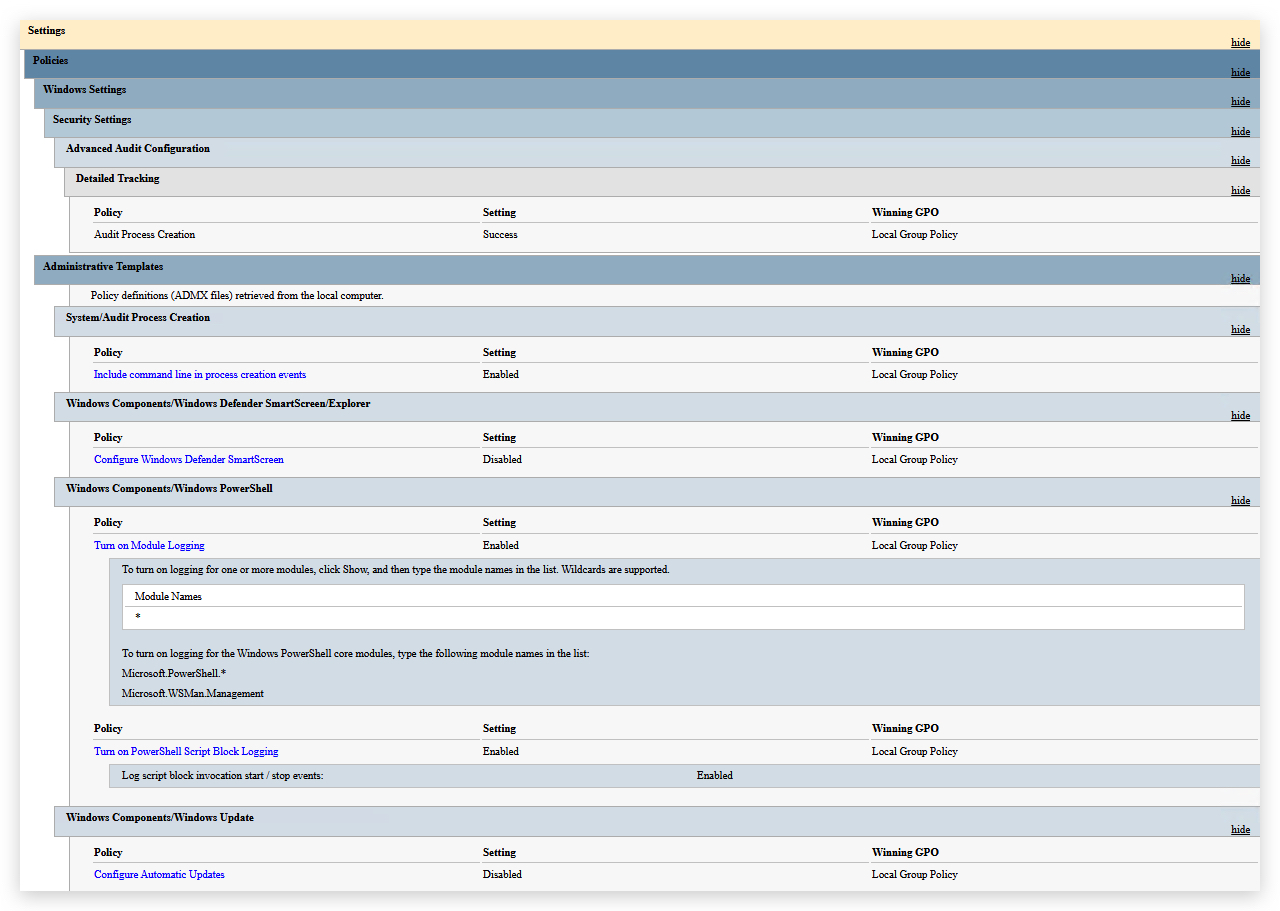 Settings
hide
Policies
hide
Windows Settings
hide
Security Settings
hide
Advanced Audit Configuration
hide
Detailed Tracking
hide
Policy Setting Winning GPO
Audit Process Creation Success Local Group Policy
Administrative Templates
hide
Policy definitions (ADMX files) retrieved from the local computer.
System/Audit Process Creation
hide
Policy Setting Winning GPO
Include command line in process creation events Enabled Local Group Policy
Windows Components/Windows Defender SmartScreen/Explorer
hide
Policy Setting Winning GPO
Configure Windows Defender SmartScreen Disabled Local Group Policy
Windows Components/Windows PowerShell
hide
Policy Setting Winning GPO
Turn on Module Logging Enabled Local Group Policy
To turn on logging for one or more modules, click Show, and then type the module names in the list. Wildcards are supported.
Module Names
*
To turn on logging for the Windows PowerShell core modules, type the following module names in the list:
Microsoft.PowerShell.*
Microsoft.WSMan.Management
Policy Setting Winning GPO
Turn on PowerShell Script Block Logging Enabled Local Group Policy
Log script block invocation start / stop events: Enabled
Windows Components/Windows Update
hide
Policy Setting Winning GPO
Configure Automatic Updates Disabled Local Group Policy